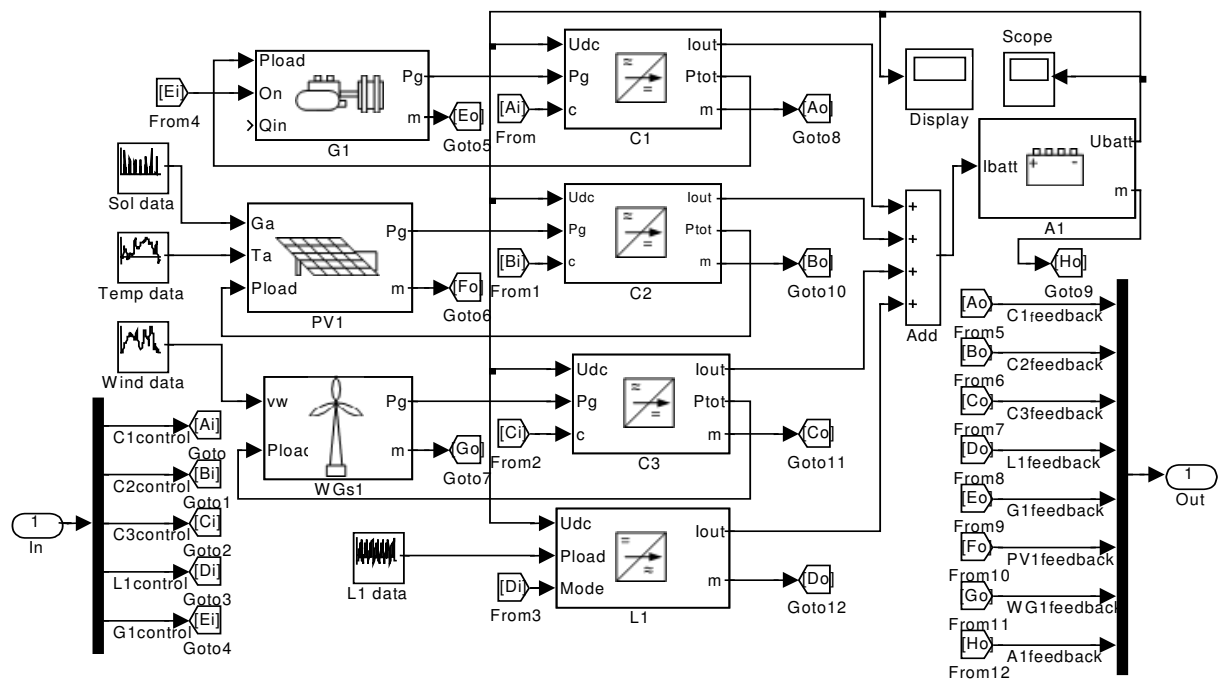 Pload
On
Qin
Pg
m
G1
[Ei]
From4
[Eo]
Goto5
Udc
Pg
c
Iout
Ptot
m
C1
[Ai]
From
[Ao]
Goto8
Display
Scope
Ibatt
+ -
Ubatt
m
A1
[Ho]
Goto9
Sol data
Temp data
Ga
Ta
Pload
Pg
m
PV1
[Fo]
Goto6
Udc
Pg
c
Iout
Ptot
m
C2
[Bi]
From1
[Bo]
Goto10
+
+
+
+
Add
Wind data
vw
Pload
Pg
m
WGs1
[Go]
Goto7
Udc
Pg
c
Iout
Ptot
m
C3
[Ci]
From2
[Co]
Goto11
L1 data
Udc
Pload
Mode
Iout
m
L1
[Di]
From3
[Do]
Goto12
1
In
C1control
[Ai]
Goto
C2control
[Bi]
Goto1
C3control
[Ci]
Goto2
L1control
[Di]
Goto3
G1control
[Ei]
Goto4
[Ao]
From5
C1feedback
[Bo]
From6
C2feedback
[Co]
From7
C3feedback
[Do]
From8
L1feedback
[Eo]
From9
G1feedback
[Fo]
From10
PV1feedback
[Go]
From11
WG1feedback
[Ho]
From12
A1feedback
1
Out